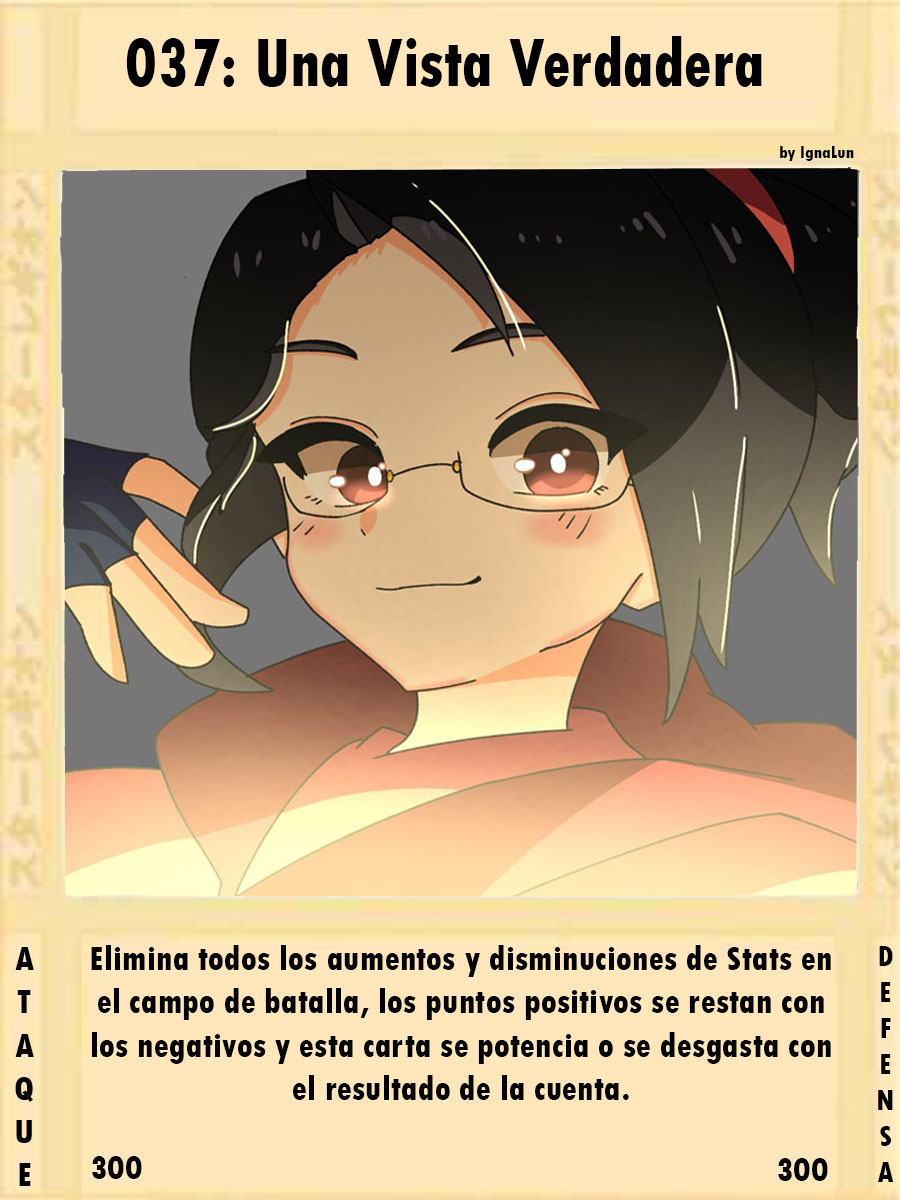 037: Una Vista Verdadera
by IgnaLun
Elimina todos los aumentos y disminuciones de Stats en
el campo de batalla, los puntos positivos se restan con
los negativos y esta carta se potencia o se desgasta con
el resultado de la cuenta.
ATAQUE
300
300
DEFENSA